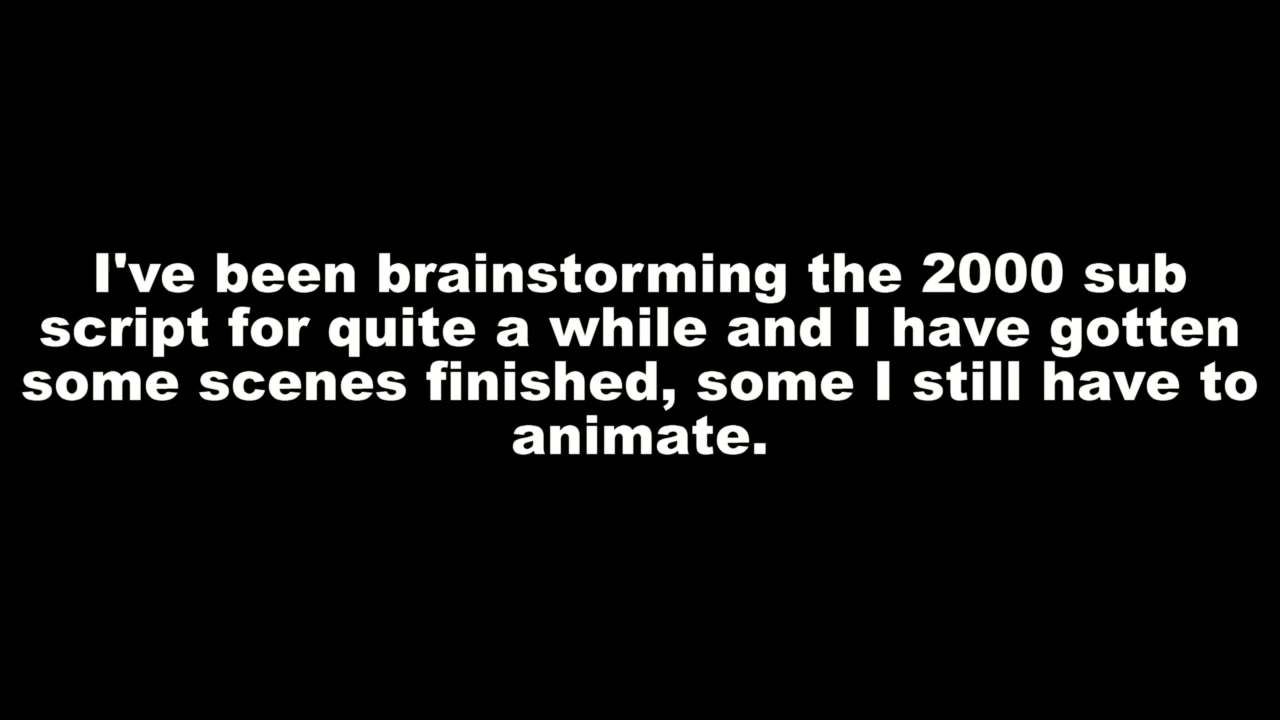 I've been brainstorming the 2000 sub
script for quite a while and I have gotten
some scenes finished, some I still have to
animate.